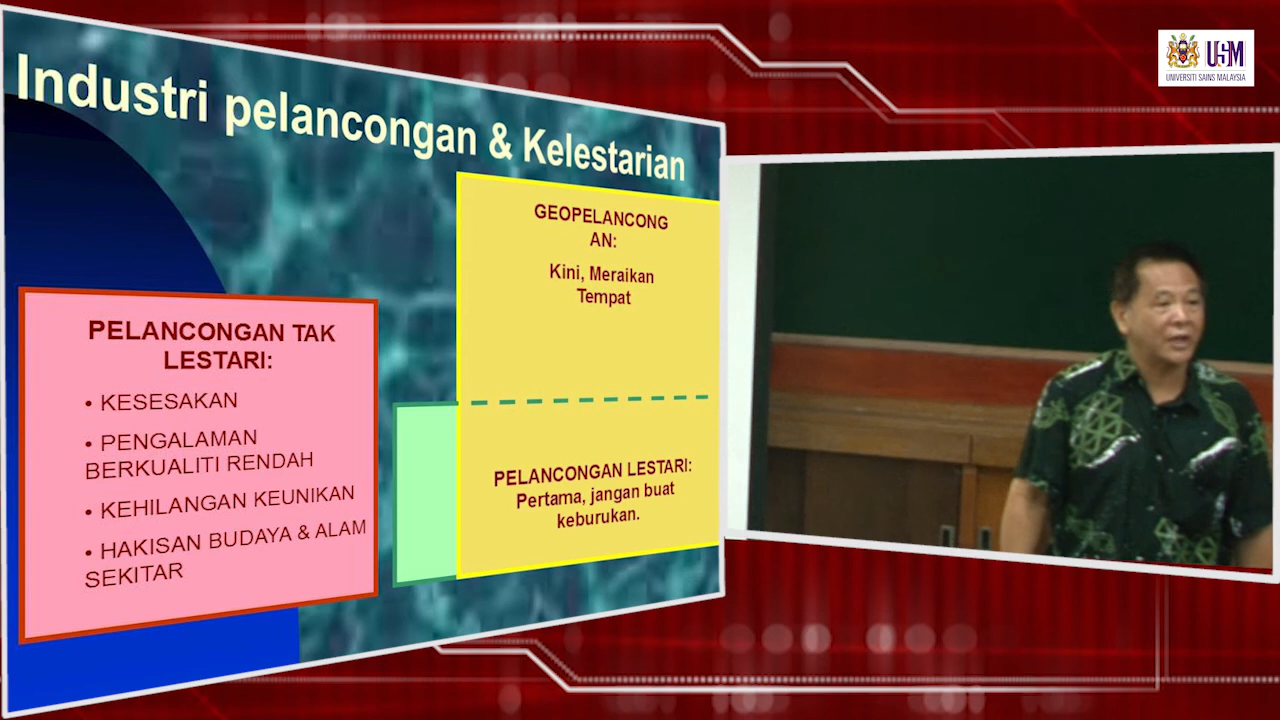 Industri pelancongan & Kelestarian
PELANCONGAN TAK
LESTARI:
• KESESAKAN
• PENGALAMAN
BERKUALITI RENDAH
• KEHILANGAN KEUNIKAN
• HAKISAN BUDAYA & ALAM
SEKITAR
GEOPELANCONG
AN:
Kini, Meraikan
Tempat
PELANCONGAN LESTARI:
Pertama, jangan buat
keburukan.
USM
UNIVERSITI SAINS MALAYSIA